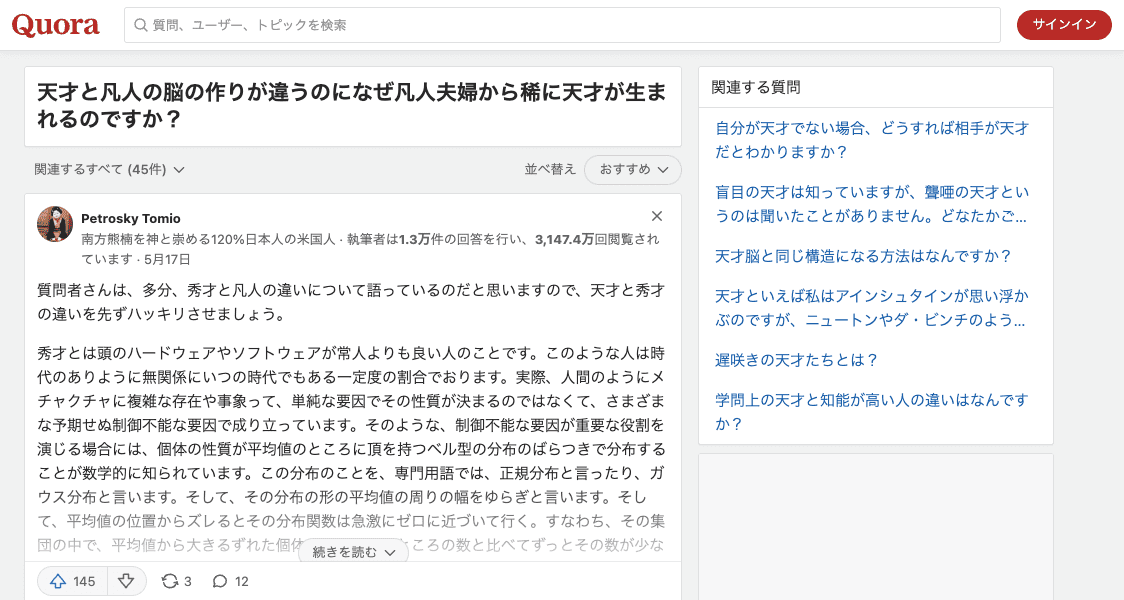 Quora
質問、ユーザー、トピックを検索
サインイン
天才と凡人の脳の作りが違うのになぜ凡人夫婦から稀に天才が生ま
れるのですか？
関連するすべて (45件)
並べ替え
おすすめ
Petrosky Tomio
南方熊楠を神と崇める120%日本人の米国人 · 執筆者は1.3万件の回答を行い、3,147.4万回閲覧され
ています · 5月17日
質問者さんは、多分、秀才と凡人の違いについて語っているのだと思いますので、天才と秀才
の違いを先ずハッキリさせましょう。
秀才とは頭のハードウェアやソフトウェアが常人よりも良い人のことです。このような人は時
代のありように無関係にいつの時代でもある一定度の割合でおります。実際、人間のようにメ
チャクチャに複雑な存在や事象って、単純な要因でその性質が決まるのではなくて、さまざま
な予期せぬ制御不能な要因で成り立っています。そのような、制御不能な要因が重要な役割を
演じる場合には、個体の性質が平均値のところに頂を持つベル型の分布のばらつきで分布する
ことが数学的に知られています。この分布のことを、専門用語では、正規分布と言ったり、ガ
ウス分布と言います。そして、その分布の形の平均値の周りの幅をゆらぎと言います。そし
て、平均値の位置からズレるとその分布関数は急激にゼロに近づいて行く。すなわち、その集
団の中で、平均値から大きるずれた個体 ところの数と比べてずっとその数が少な
続きを読む
145
3
12
関連する質問
自分が天才でない場合、どうすれば相手が天才
だとわかりますか？
盲目の天才は知っていますが、聾唖の天才とい
うのは聞いたことがありません。どなたかご...
天才脳と同じ構造になる方法はなんですか？
天才といえば私はアインシュタインが思い浮か
ぶのですが、ニュートンやダ・ビンチのよう...
遅咲きの天才たちとは？
学問上の天才と知能が高い人の違いはなんです
か？